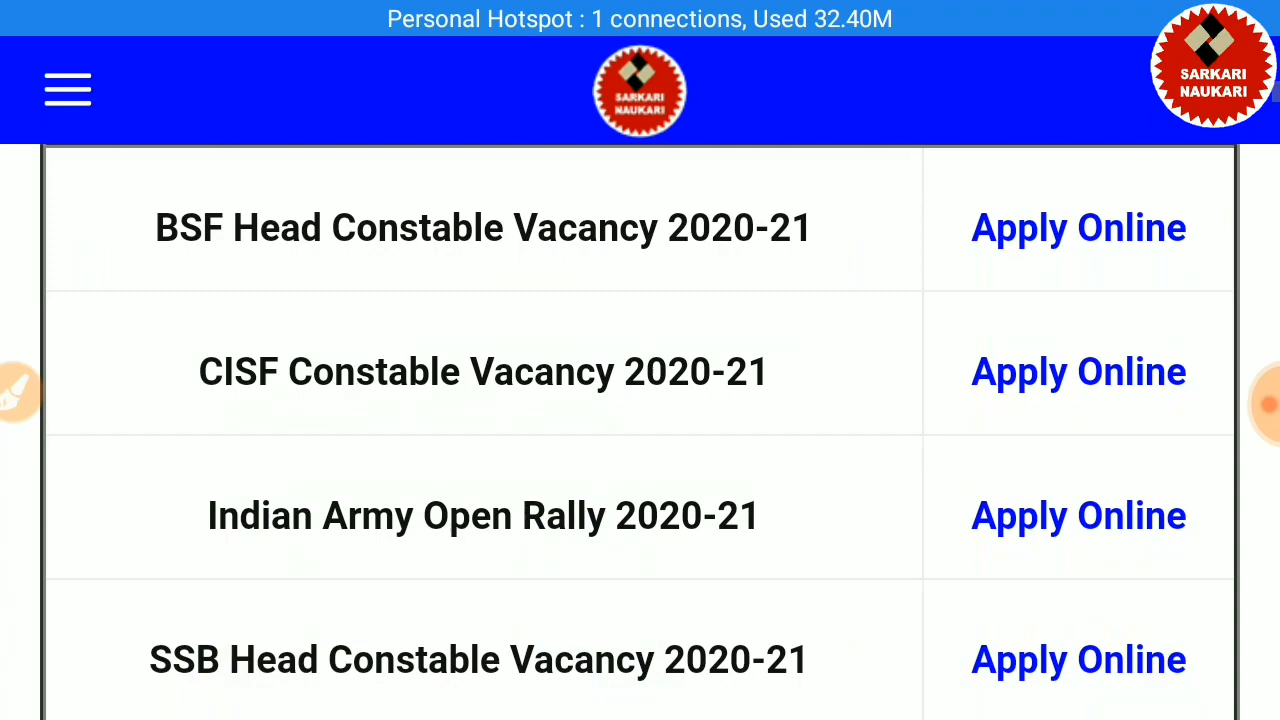 Personal Hotspot : 1 connections, Used 32.40M
SARKARI
NAUKARI
SARKARI
NAUKARI
BSF Head Constable Vacancy 2020-21 Apply Online
CISF Constable Vacancy 2020-21 Apply Online
Indian Army Open Rally 2020-21 Apply Online
SSB Head Constable Vacancy 2020-21 Apply Online